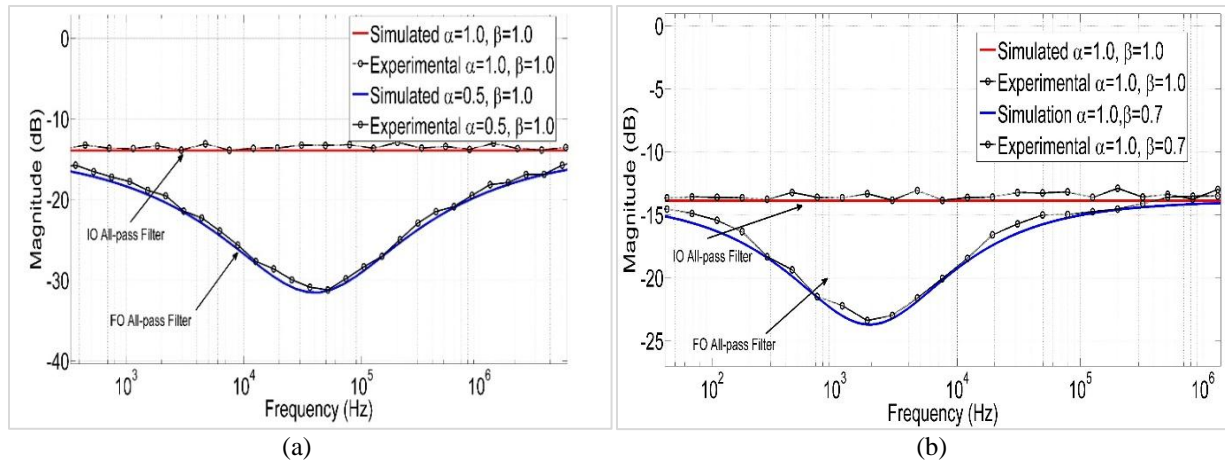 Simulated α=1.0, β=1.0
Experimental α=1.0, β=1.0
Simulated α=0.5, β=1.0
Experimental α=0.5, β=1.0
0
-10
-20
-30
-40
Magnitude (dB)
IO All-pass Filter
FO All-pass Filter
10³
10⁴
10⁵
10⁶
Frequency (Hz)
(a)
Simulated α=1.0, β=1.0
Experimental α=1.0, β=1.0
Simulation α=1.0,β=0.7
Experimental α=1.0, β=0.7
0
-5
-10
-15
-20
-25
Magnitude (dB)
IO All-pass Filter
FO All-pass Filter
10²
10³
10⁴
10⁵
10⁶
Frequency (Hz)
(b)